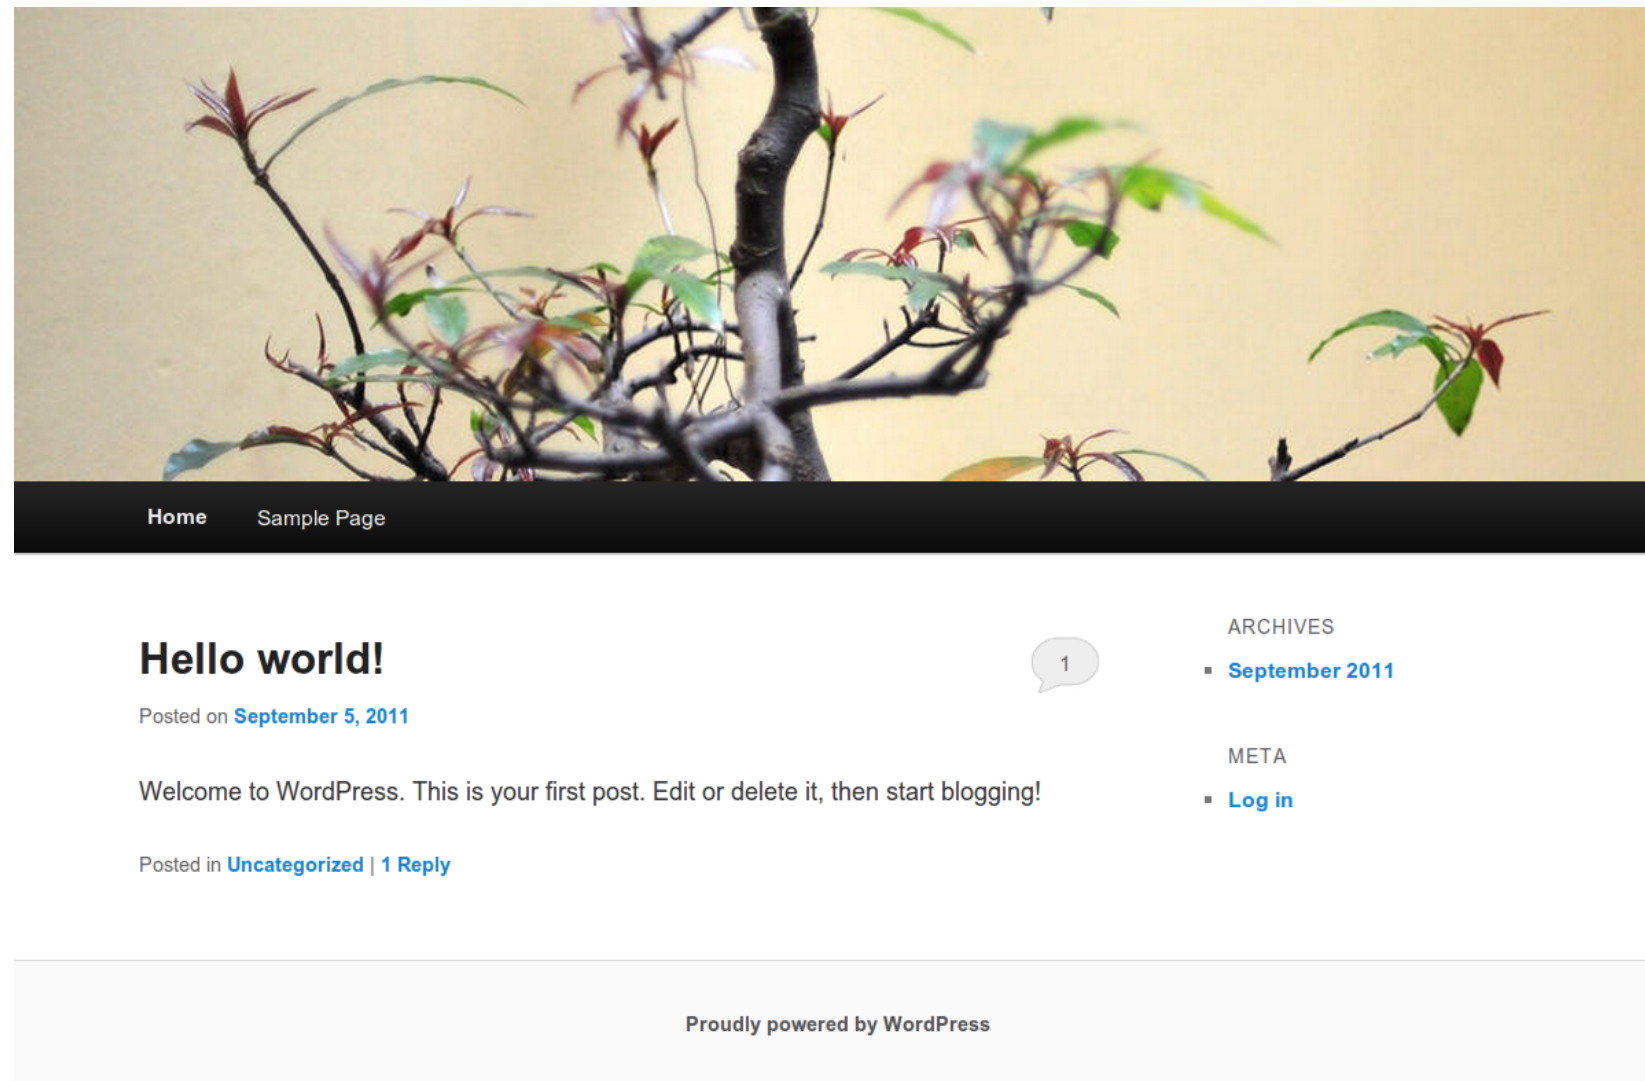 Home Sample Page
Hello world!
1
Posted on September 5, 2011
Welcome to WordPress. This is your first post. Edit or delete it, then start blogging!
Posted in Uncategorized | 1 Reply
ARCHIVES
September 2011
META
Log in
Proudly powered by WordPress